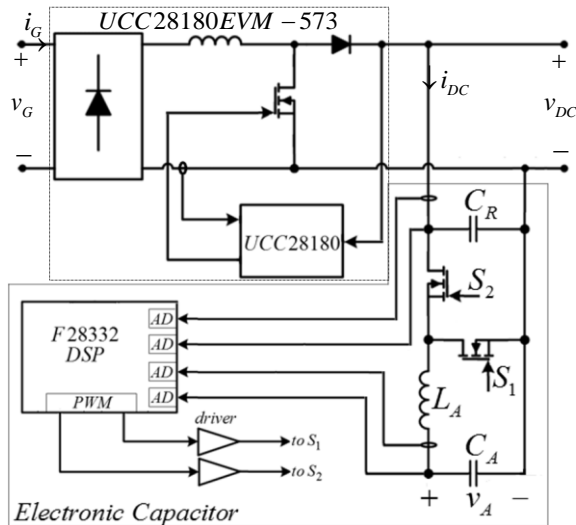 UCC28180EVM-573
i_G
+
v_G
−
i_DC
+
v_DC
−
C_R
UCC28180
S_2
F28332
DSP
AD
AD
AD
AD
PWM
S_1
L_A
driver
to S_1
to S_2
C_A
+ v_A −
Electronic Capacitor